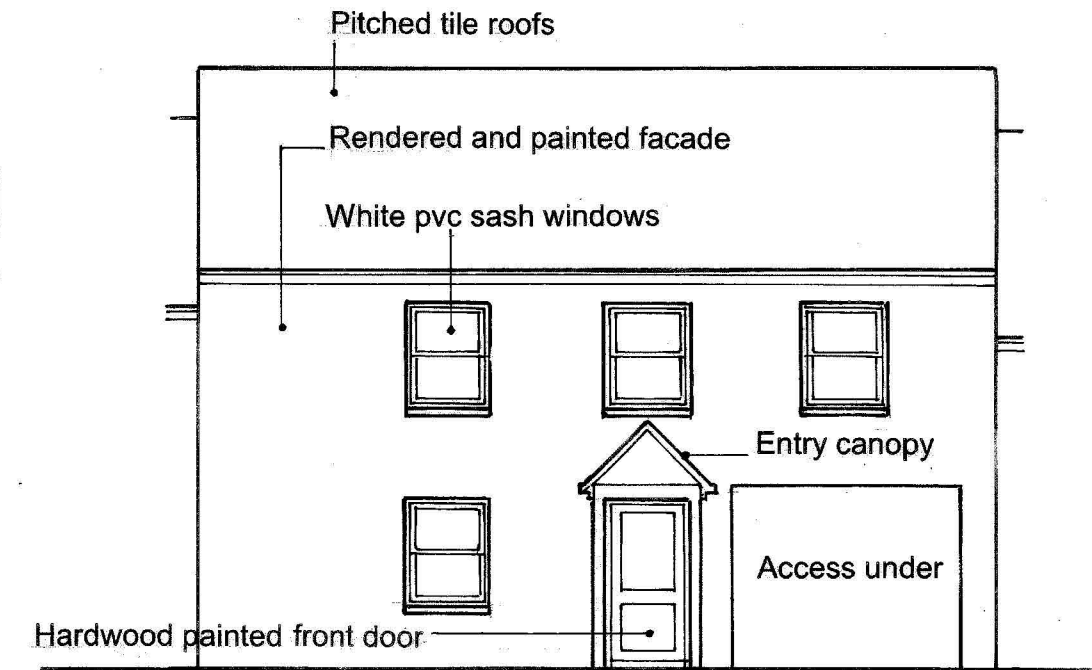 Pitched tile roofs
Rendered and painted facade
White pvc sash windows
Entry canopy
Access under
Hardwood painted front door